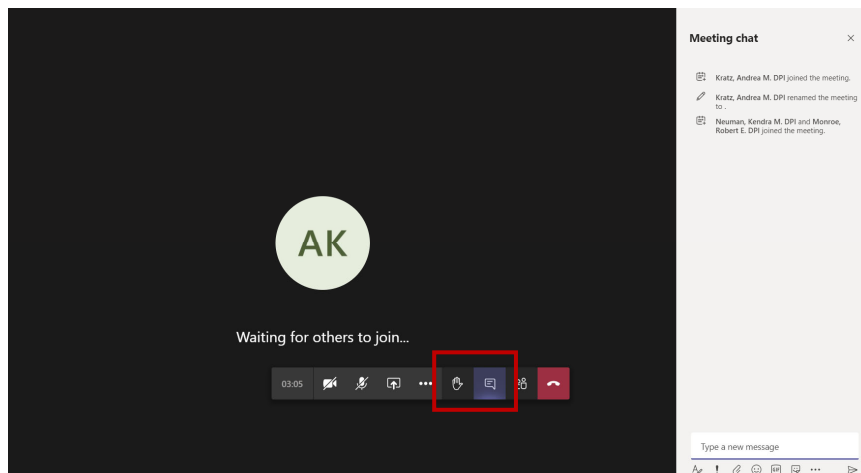 Meeting chat
Kratz, Andrea M. DPI joined the meeting.
Kratz, Andrea M. DPI renamed the meeting
to .
Neuman, Kendra M. DPI and Monroe,
Robert E. DPI joined the meeting.
AK
Waiting for others to join...
03:05
Type a new message
GIF